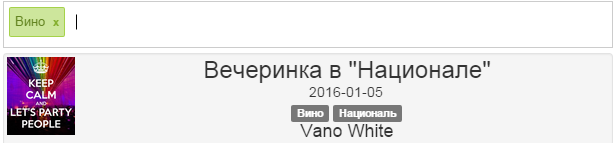 Вино x
KEEP
CALM
AND
LET'S PARTY
PEOPLE
Вечеринка в "Национале"
2016-01-05
Вино Националь
Vano White